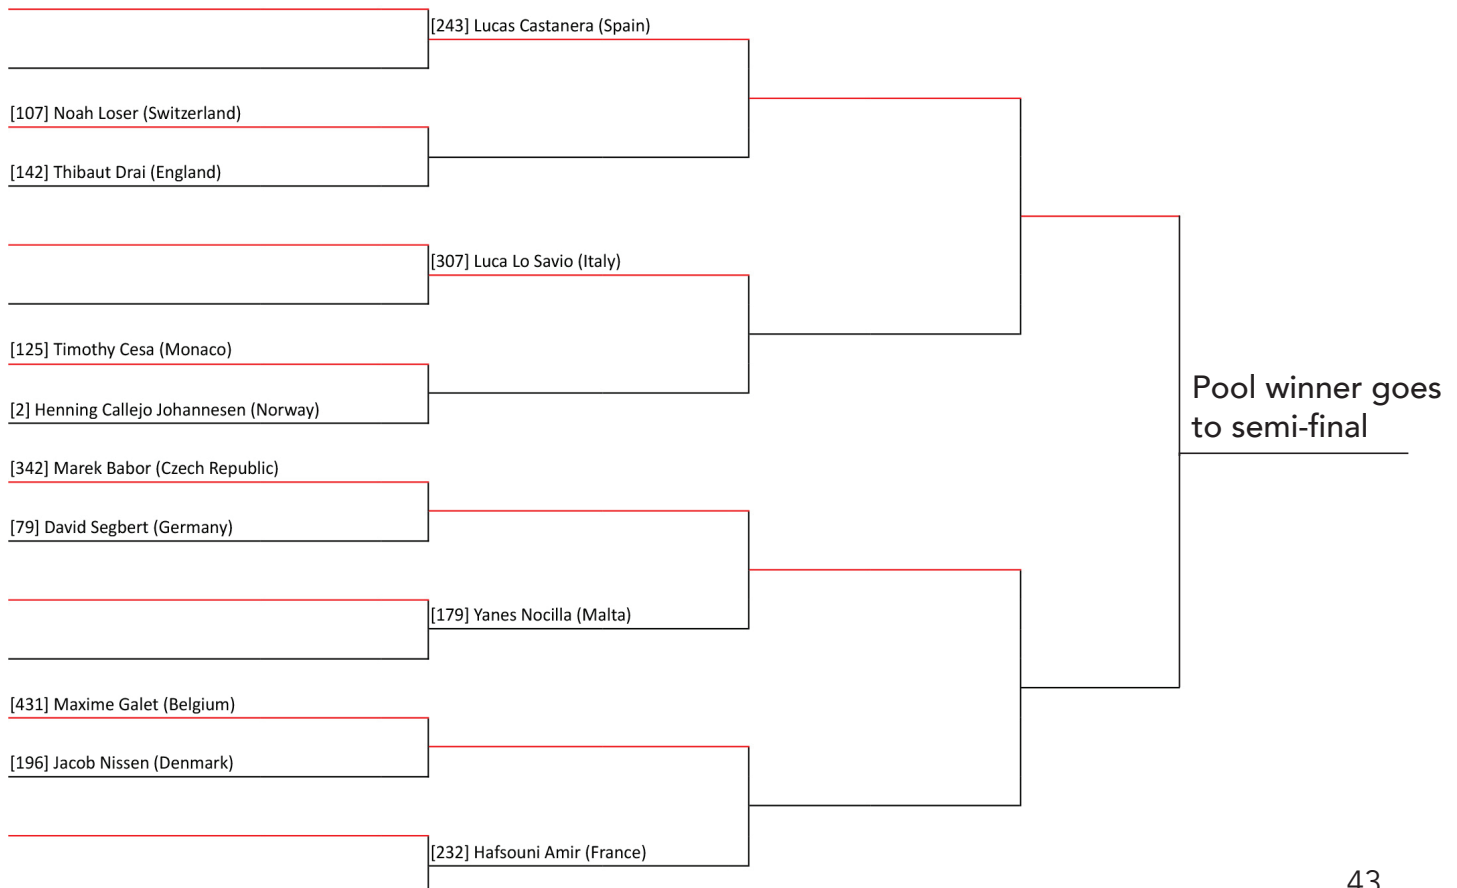 [243] Lucas Castanera (Spain)
[107] Noah Loser (Switzerland)
[142] Thibaut Drai (England)
[307] Luca Lo Savio (Italy)
[125] Timothy Cesa (Monaco)
[2] Henning Callejo Johannesen (Norway)
[342] Marek Babor (Czech Republic)
[79] David Segbert (Germany)
[179] Yanes Nocilla (Malta)
[431] Maxime Galet (Belgium)
[196] Jacob Nissen (Denmark)
[232] Hafsouni Amir (France)
Pool winner goes
to semi-final
43